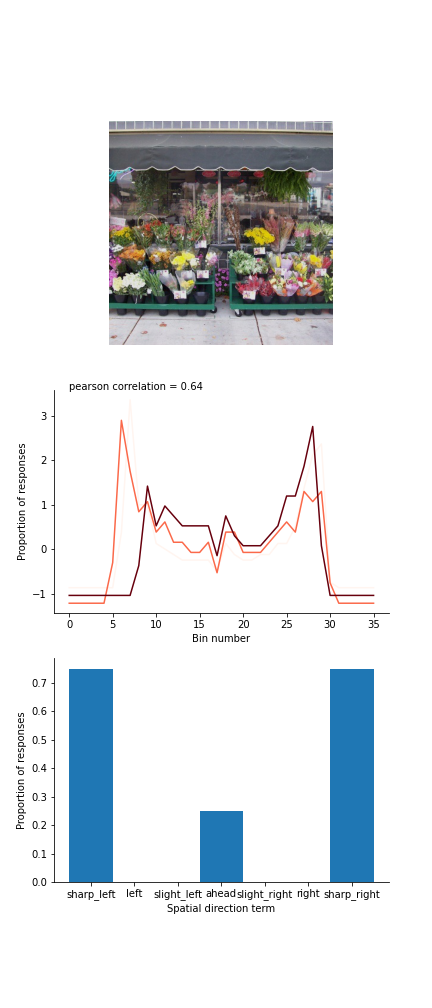 pearson correlation = 0.64
Proportion of responses
3
2
1
0
−1
0 5 10 15 20 25 30 35
Bin number
Proportion of responses
0.7
0.6
0.5
0.4
0.3
0.2
0.1
0.0
sharp_left left slight_left ahead slight_right right sharp_right
Spatial direction term